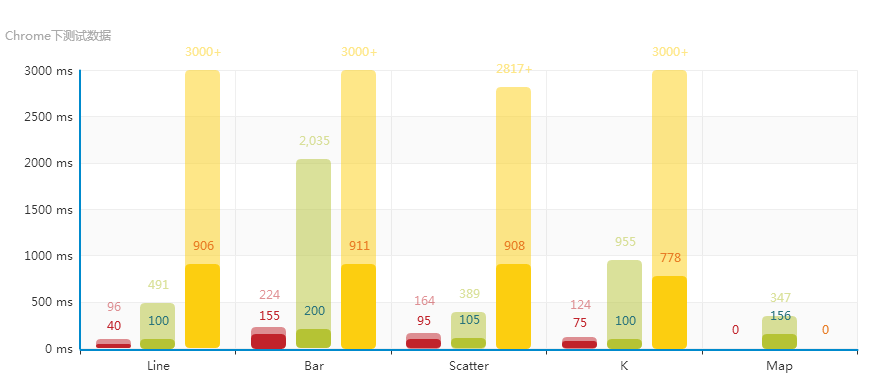 Chrome下测试数据
3000+ 3000+ 2817+ 3000+
3000 ms
2500 ms
2,035
2000 ms
1500 ms
1000 ms
906 911 908 955 778
500 ms
96 40 491 100 224 155 200 164 95 389 105 124 75 100 0 347 156 0
0 ms
Line Bar Scatter K Map